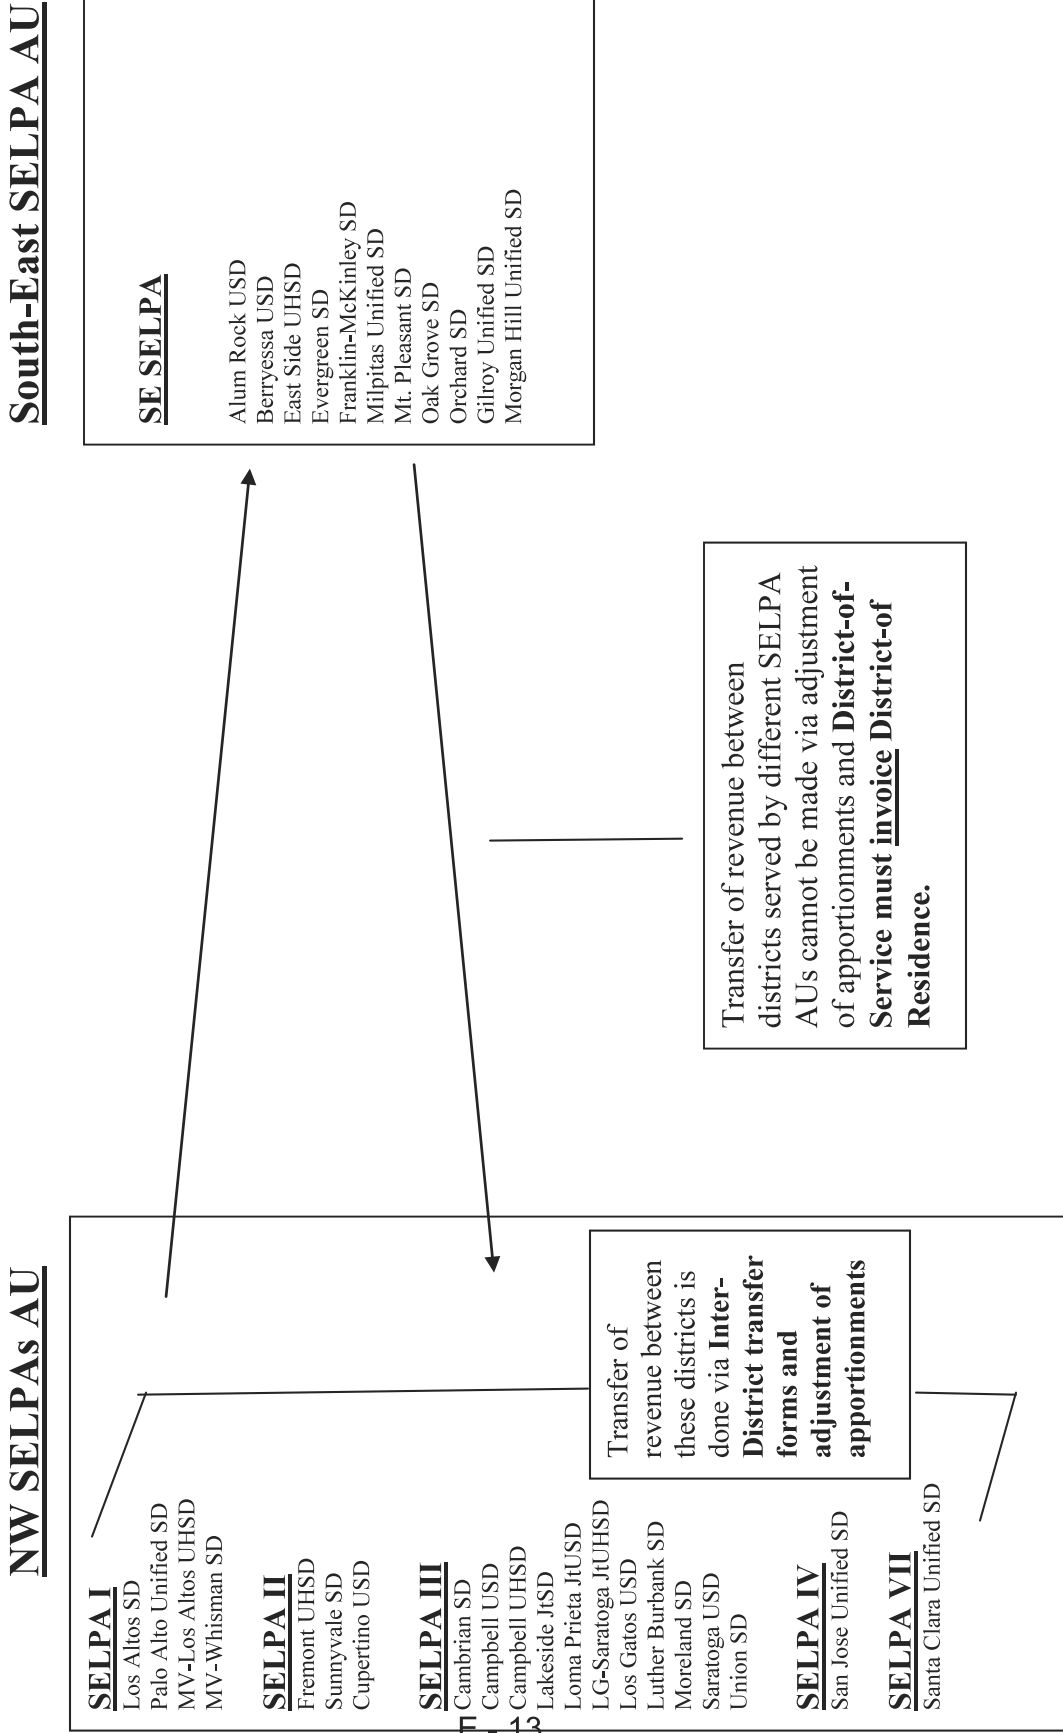 NW SELPAs AU
South-East SELPA AU
SELPA I
Los Altos SD
Palo Alto Unified SD
MV-Los Altos UHSD
MV-Whisman SD
SELPA II
Fremont UHSD
Sunnyvale SD
Cupertino USD
SELPA III
Cambrian SD
Campbell USD
Campbell UHSD
Lakeside JtSD
Loma Prieta JtUSD
LG-Saratoga JtUHSD
Los Gatos USD
Luther Burbank SD
Moreland SD
Saratoga USD
Union SD
SELPA IV
San Jose Unified SD
SELPA VII
Santa Clara Unified SD
Transfer of
revenue between
these districts is
done via Inter-
District transfer
forms and
adjustment of
apportionments
Transfer of revenue between
districts served by different SELPA
AUs cannot be made via adjustment
of apportionments and District-of-
Service must invoice District-of
Residence.
SE SELPA
Alum Rock USD
Berryessa USD
East Side UHSD
Evergreen SD
Franklin-McKinley SD
Milpitas Unified SD
Mt. Pleasant SD
Oak Grove SD
Orchard SD
Gilroy Unified SD
Morgan Hill Unified SD
F - 13